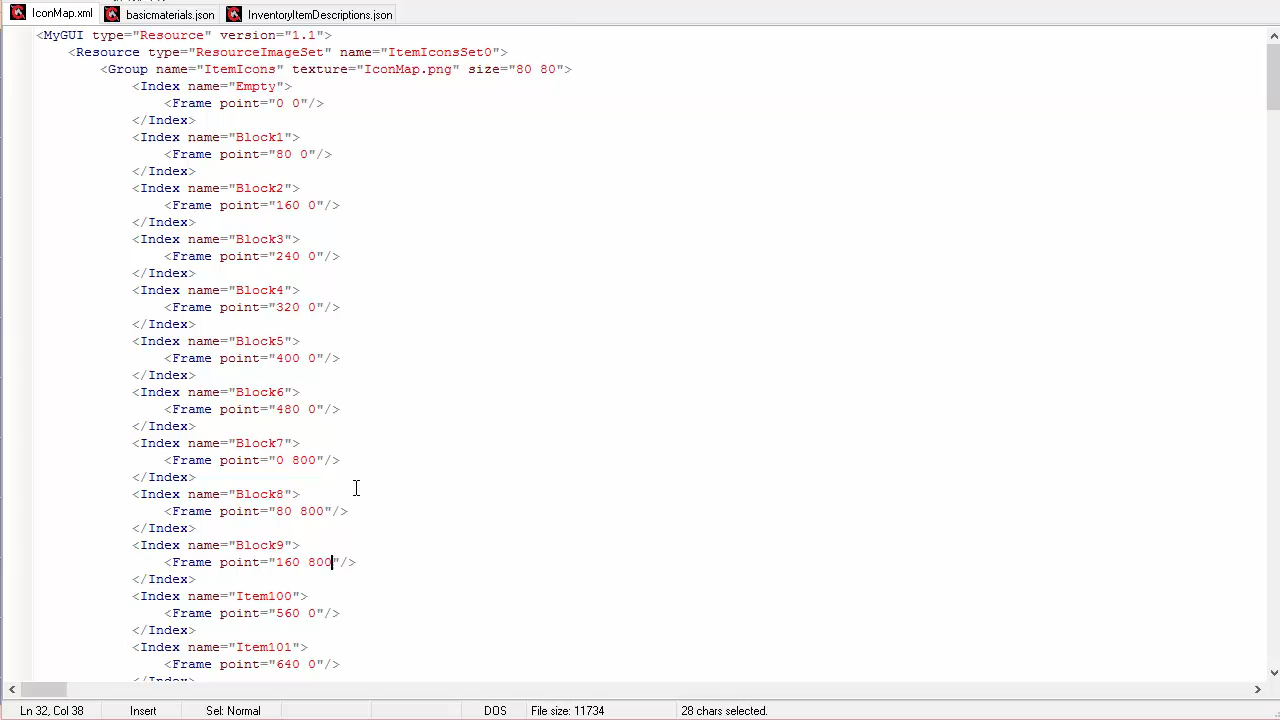 IconMap.xml basicmaterials.json InventoryItemDescriptions.json
<MyGUI type="Resource" version="1.1">
<Resource type="ResourceImageSet" name="ItemIconsSet0">
<Group name="ItemIcons" texture="IconMap.png" size="80 80">
<Index name="Empty">
<Frame point="0 0"/>
</Index>
<Index name="Block1">
<Frame point="80 0"/>
</Index>
<Index name="Block2">
<Frame point="160 0"/>
</Index>
<Index name="Block3">
<Frame point="240 0"/>
</Index>
<Index name="Block4">
<Frame point="320 0"/>
</Index>
<Index name="Block5">
<Frame point="400 0"/>
</Index>
<Index name="Block6">
<Frame point="480 0"/>
</Index>
<Index name="Block7">
<Frame point="0 800"/>
</Index>
<Index name="Block8">
<Frame point="80 800"/>
</Index>
<Index name="Block9">
<Frame point="160 800"/>
</Index>
<Index name="Item100">
<Frame point="560 0"/>
</Index>
<Index name="Item101">
<Frame point="640 0"/>
</Index>
Ln 32, Col 38 Insert Sel: Normal DOS File size: 11734 28 chars selected.